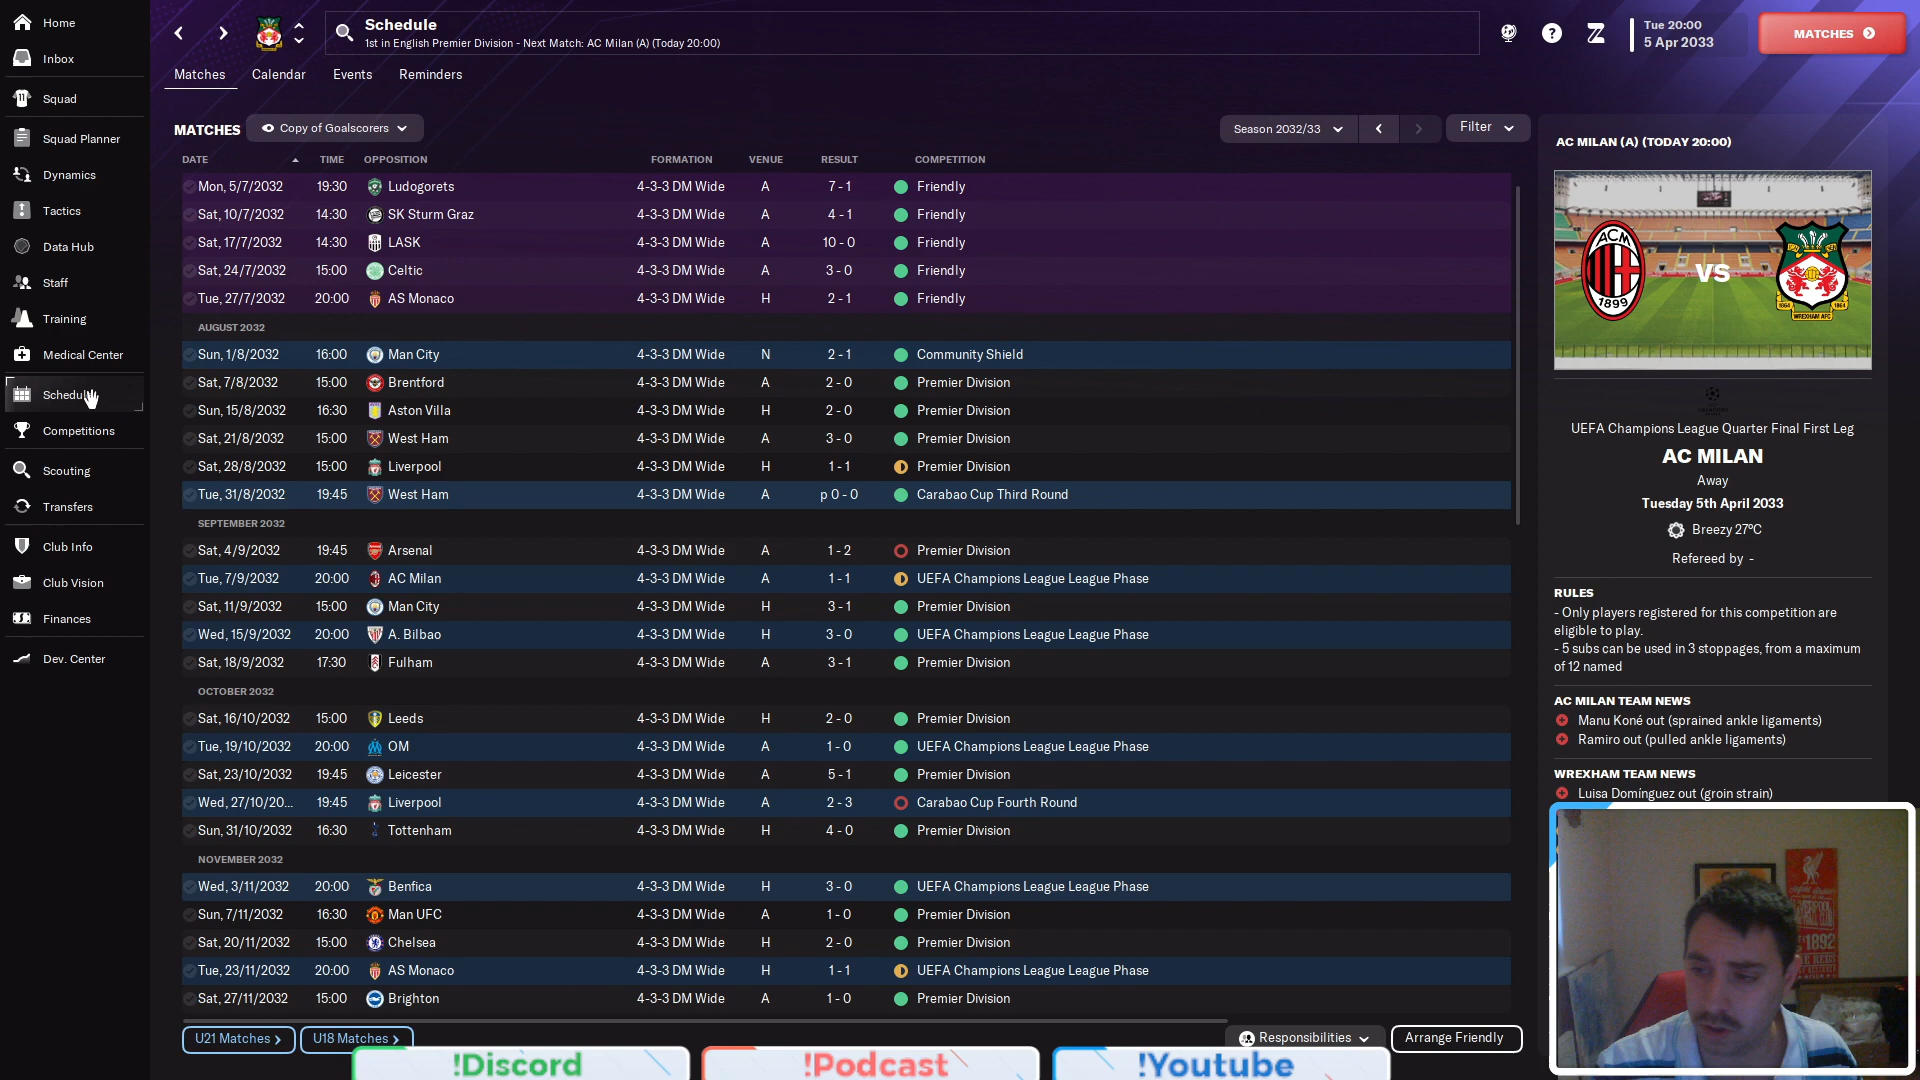 Home
Inbox
Squad
Squad Planner
Dynamics
Tactics
Data Hub
Staff
Training
Medical Center
Competitions
Scouting
Transfers
Club Info
Club Vision
Finances
Dev. Center
Schedule
1st in English Premier Division - Next Match: AC Milan (A) (Today 20:00)
Tue 20:00
5 Apr 2033
MATCHES
Matches Calendar Events Reminders
MATCHES Copy of Goalscorers Season 2032/33 Filter
DATE TIME OPPOSITION FORMATION VENUE RESULT COMPETITION
Mon, 5/7/2032 19:30 Ludogorets 4-3-3 DM Wide A 7 - 1 Friendly
Sat, 10/7/2032 14:30 SK Sturm Graz 4-3-3 DM Wide A 4 - 1 Friendly
Sat, 17/7/2032 14:30 LASK 4-3-3 DM Wide A 10 - 0 Friendly
Sat, 24/7/2032 15:00 Celtic 4-3-3 DM Wide A 3 - 0 Friendly
Tue, 27/7/2032 20:00 AS Monaco 4-3-3 DM Wide H 2 - 1 Friendly
AUGUST 2032
Sun, 1/8/2032 16:00 Man City 4-3-3 DM Wide N 2 - 1 Community Shield
Sat, 7/8/2032 15:00 Brentford 4-3-3 DM Wide A 2 - 0 Premier Division
Sun, 15/8/2032 16:30 Aston Villa 4-3-3 DM Wide H 2 - 0 Premier Division
Sat, 21/8/2032 15:00 West Ham 4-3-3 DM Wide A 3 - 0 Premier Division
Sat, 28/8/2032 15:00 Liverpool 4-3-3 DM Wide H 1 - 1 Premier Division
Tue, 31/8/2032 19:45 West Ham 4-3-3 DM Wide A p 0 - 0 Carabao Cup Third Round
SEPTEMBER 2032
Sat, 4/9/2032 19:45 Arsenal 4-3-3 DM Wide A 1 - 2 Premier Division
Tue, 7/9/2032 20:00 AC Milan 4-3-3 DM Wide A 1 - 1 UEFA Champions League League Phase
Sat, 11/9/2032 15:00 Man City 4-3-3 DM Wide H 3 - 1 Premier Division
Wed, 15/9/2032 20:00 A. Bilbao 4-3-3 DM Wide H 3 - 0 UEFA Champions League League Phase
Sat, 18/9/2032 17:30 Fulham 4-3-3 DM Wide A 3 - 1 Premier Division
OCTOBER 2032
Sat, 16/10/2032 15:00 Leeds 4-3-3 DM Wide H 2 - 0 Premier Division
Tue, 19/10/2032 20:00 OM 4-3-3 DM Wide A 1 - 0 UEFA Champions League League Phase
Sat, 23/10/2032 19:45 Leicester 4-3-3 DM Wide A 5 - 1 Premier Division
Wed, 27/10/20... 19:45 Liverpool 4-3-3 DM Wide A 2 - 3 Carabao Cup Fourth Round
Sun, 31/10/2032 16:30 Tottenham 4-3-3 DM Wide H 4 - 0 Premier Division
NOVEMBER 2032
Wed, 3/11/2032 20:00 Benfica 4-3-3 DM Wide H 3 - 0 UEFA Champions League League Phase
Sun, 7/11/2032 16:30 Man UFC 4-3-3 DM Wide A 1 - 0 Premier Division
Sat, 20/11/2032 15:00 Chelsea 4-3-3 DM Wide H 2 - 0 Premier Division
Tue, 23/11/2032 20:00 AS Monaco 4-3-3 DM Wide H 1 - 1 UEFA Champions League League Phase
Sat, 27/11/2032 15:00 Brighton 4-3-3 DM Wide A 1 - 0 Premier Division
U21 Matches U18 Matches Responsibilities Arrange Friendly
!Discord !Podcast !Youtube
AC MILAN (A) (TODAY 20:00)
ACM
1899
VS
1864 1864
WREXHAM AFC
UEFA Champions League Quarter Final First Leg
AC MILAN
Away
Tuesday 5th April 2033
Breezy 27°C
Refereed by -
RULES
- Only players registered for this competition are
eligible to play.
- 5 subs can be used in 3 stoppages, from a maximum
of 12 named
AC MILAN TEAM NEWS
Manu Koné out (sprained ankle ligaments)
Ramiro out (pulled ankle ligaments)
WREXHAM TEAM NEWS
Luisa Domínguez out (groin strain)
1892